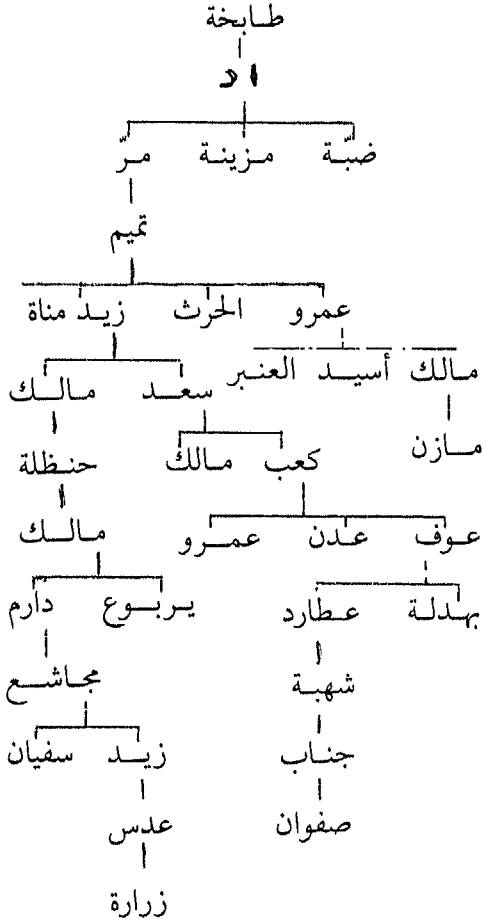 طابخة
اد
ضبّة مزينة مرّ
تميم
عمرو الحرث زيد مناة
مالك أسيد العنبر سعد مالك
مازن كعب مالك حنظلة
عوف عدن عمرو مالك
بهدلة عطارد يربوع دارم
شهبة مجاشع
جناب زيد سفيان
صفوان عدس
زرارة